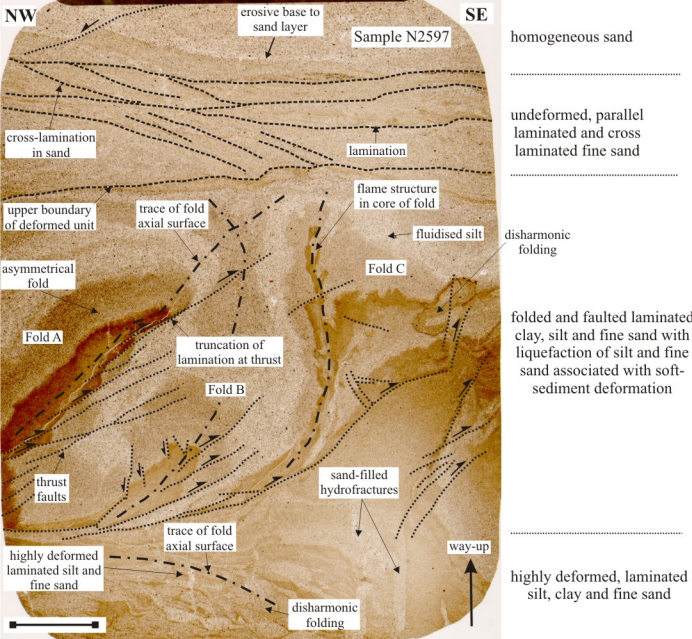 NW
erosive base to
sand layer
SE
Sample N2597
homogeneous sand
cross-lamination
in sand
lamination
undeformed, parallel
laminated and cross
laminated fine sand
upper boundary
of deformed unit
trace of fold
axial surface
flame structure
in core of fold
fluidised silt
disharmonic
folding
asymmetrical
fold
Fold C
Fold A
truncation of
lamination at thrust
folded and faulted laminated
clay, silt and fine sand with
liquefaction of silt and fine
sand associated with soft-
sediment deformation
Fold B
thrust
faults
sand-filled
hydrofractures
trace of fold
axial surface
way-up
highly deformed
laminated silt and
fine sand
disharmonic
folding
highly deformed, laminated
silt, clay and fine sand